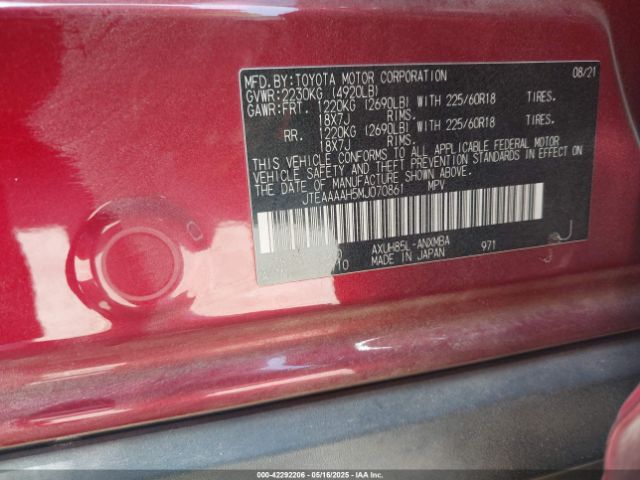 MFD. BY: TOYOTA MOTOR CORPORATION 08/21
GVWR: 2230KG (4920LB)
GAWR: FRT. 1220KG (2690LB) WITH 225/60R18 TIRES.
18X7J RIMS.
RR. 1220KG (2690LB) WITH 225/60R18 TIRES.
18X7J RIMS.
THIS VEHICLE CONFORMS TO ALL APPLICABLE FEDERAL MOTOR
VEHICLE SAFETY AND THEFT PREVENTION STANDARDS IN EFFECT
ON THE DATE OF MANUFACTURE SHOWN ABOVE.
JTEAAAAH5MJ070861 MPV
AXUH85L-ANXMBA 971
10 MADE IN JAPAN J
000-42292206 - 05/16/2025 - IAAI.COM